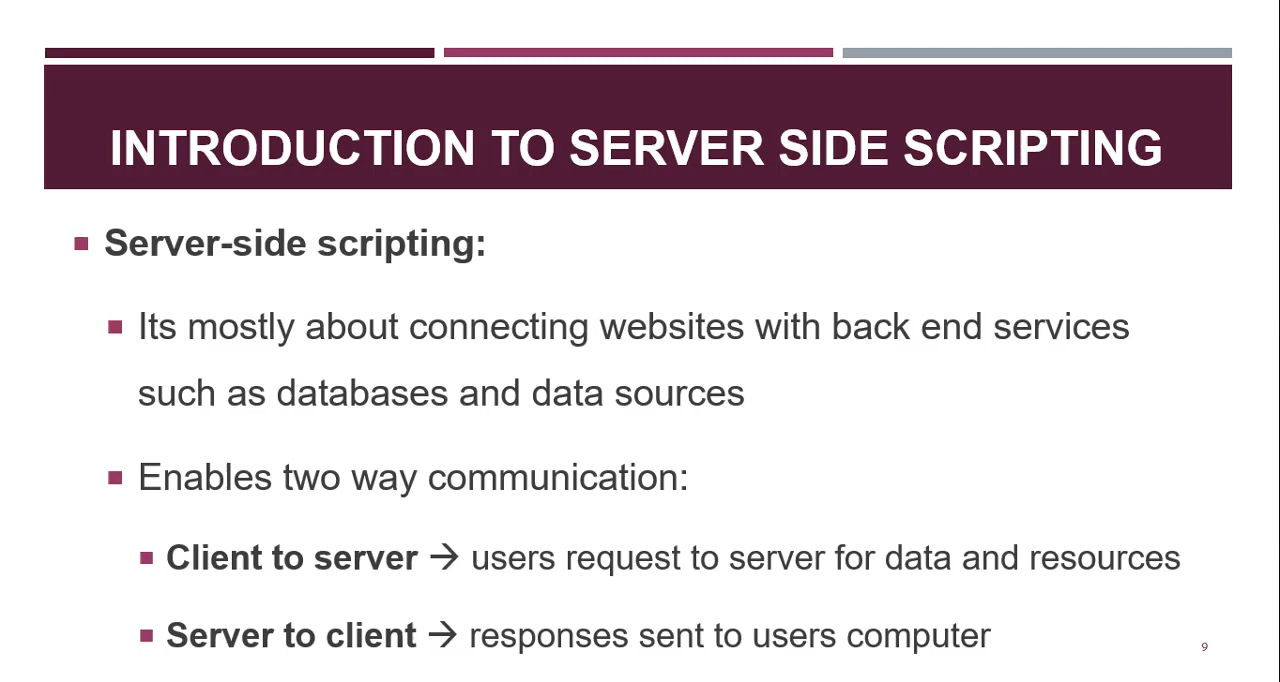 INTRODUCTION TO SERVER SIDE SCRIPTING
Server-side scripting:
Its mostly about connecting websites with back end services
such as databases and data sources
Enables two way communication:
Client to server → users request to server for data and resources
Server to client → responses sent to users computer
9